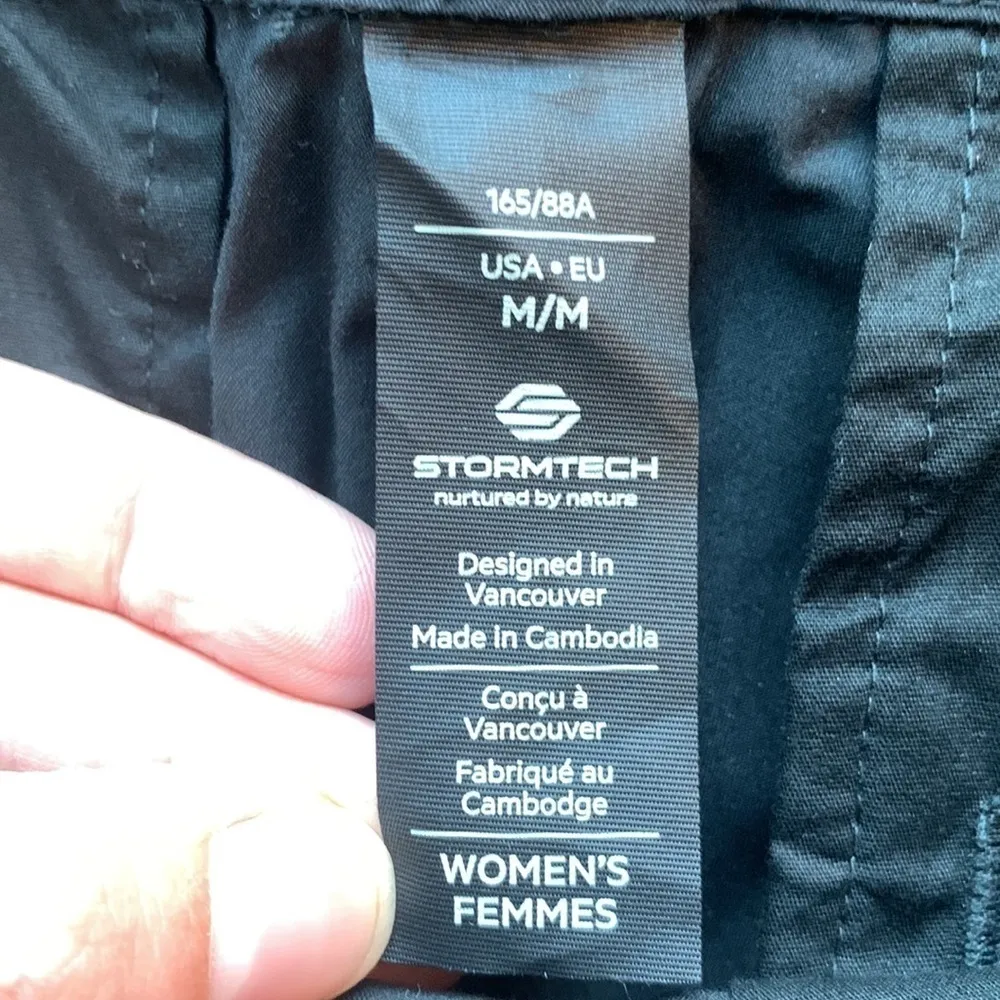 165/88A
USA • EU
M/M
STORMTECH
nurtured by nature
Designed in
Vancouver
Made in Cambodia
Conçu à
Vancouver
Fabriqué au
Cambodge
WOMEN'S
FEMMES